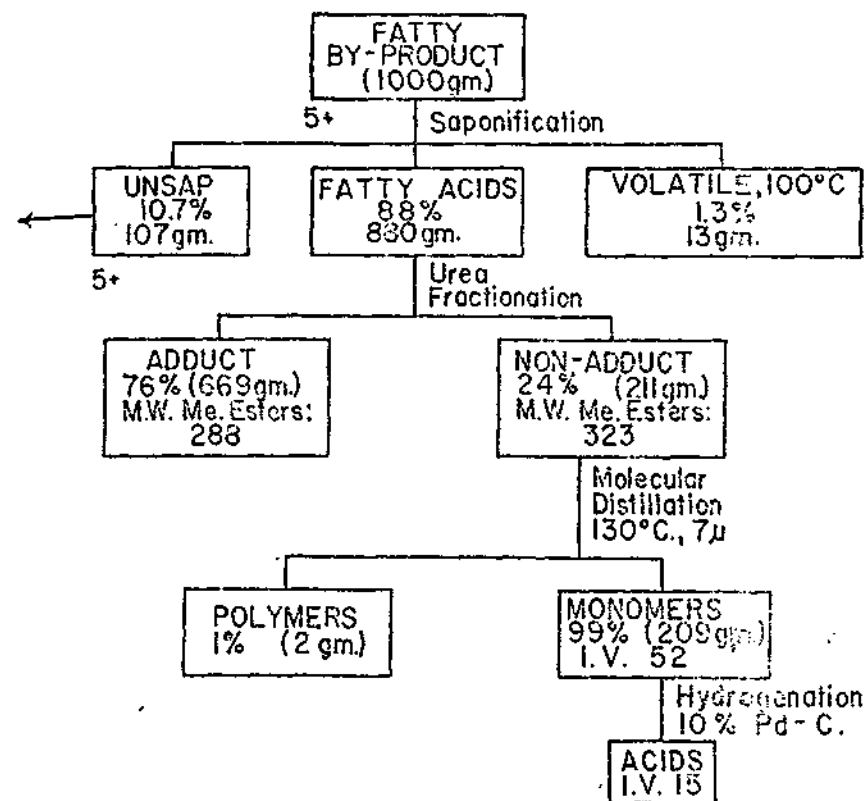 FATTY
BY-PRODUCT
(1000gm)
5+
Saponification
UNSAP
10.7%
107gm.
FATTY ACIDS
88%
880gm.
VOLATILE, 100°C
1.3%
13gm.
5+
Urea
Fractionation
ADDUCT
76% (669gm.)
M.W. Me. Esters:
288
NON-ADUCT
24% (211gm.)
M.W. Me. Esters:
323
Molecular
Distillation
130°C., 7μ
POLYMERS
1% (2 gm.)
MONOMERS
99% (209gm.)
I.V. 52
Hydrogenation
10% Pd-C.
ACIDS
I.V. 15